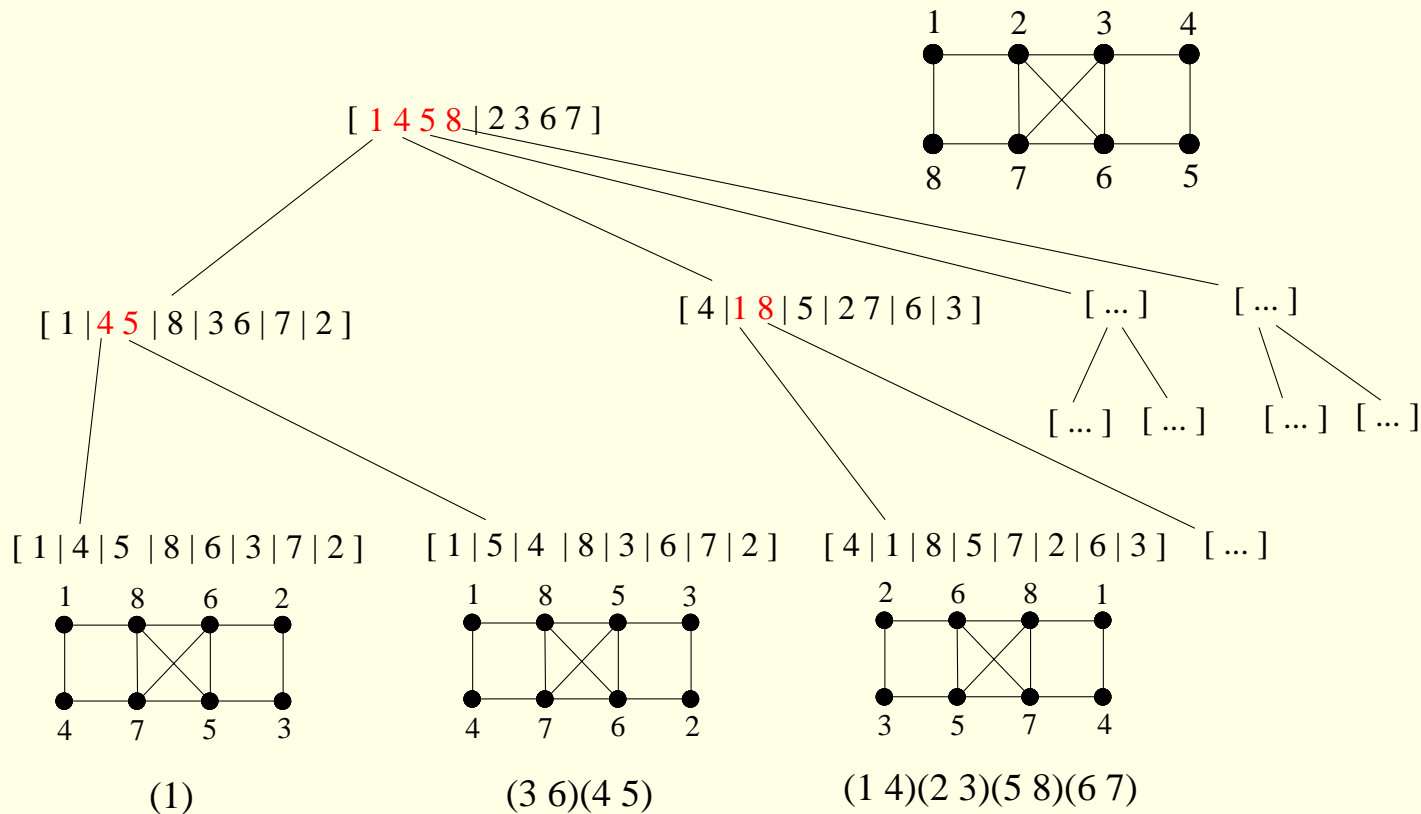 1 2 3 4
8 7 6 5
[ 1 4 5 8 | 2 3 6 7 ]
[ 1 | 4 5 | 8 | 3 6 | 7 | 2 ]
[ 4 | 1 8 | 5 | 2 7 | 6 | 3 ]
[ ... ]
[ ... ]
[ ... ]
[ ... ]
[ ... ]
[ ... ]
[ 1 | 4 | 5 | 8 | 6 | 3 | 7 | 2 ]
[ 1 | 5 | 4 | 8 | 3 | 6 | 7 | 2 ]
[ 4 | 1 | 8 | 5 | 7 | 2 | 6 | 3 ]
[ ... ]
1 8 6 2
4 7 5 3
(1)
1 8 5 3
4 7 6 2
(3 6)(4 5)
2 6 8 1
3 5 7 4
(1 4)(2 3)(5 8)(6 7)